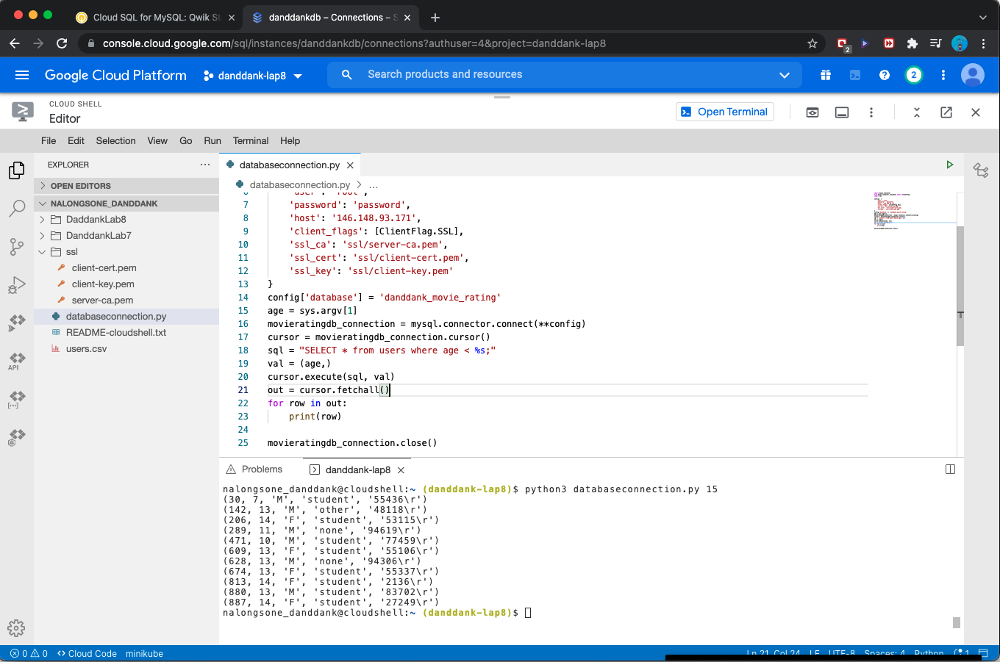 Cloud SQL for MySQL: Qwik St
danddankdb – Connections – S
console.cloud.google.com/sql/instances/danddankdb/connections?authuser=4&project=danddank-lap8
2
Google Cloud Platform
danddank-lap8
Search products and resources
2
CLOUD SHELL
Editor
Open Terminal
File Edit Selection View Go Run Terminal Help
EXPLORER
OPEN EDITORS
NALONGSONE_DANDDANK
DaddankLab8
DanddankLab7
ssl
client-cert.pem
client-key.pem
server-ca.pem
databaseconnection.py
README-cloudshell.txt
users.csv
API
databaseconnection.py
databaseconnection.py > ...
6 'user': 'root',
7 'password': 'password',
8 'host': '146.148.93.171',
9 'client_flags': [ClientFlag.SSL],
10 'ssl_ca': 'ssl/server-ca.pem',
11 'ssl_cert': 'ssl/client-cert.pem',
12 'ssl_key': 'ssl/client-key.pem'
13 }
14 config['database'] = 'danddank_movie_rating'
15 age = sys.argv[1]
16 movieratingdb_connection = mysql.connector.connect(**config)
17 cursor = movieratingdb_connection.cursor()
18 sql = "SELECT * from users where age < %s;"
19 val = (age,)
20 cursor.execute(sql, val)
21 out = cursor.fetchall()
22 for row in out:
23 print(row)
24
25 movieratingdb_connection.close()
Problems
danddank-lap8
nalongsone_danddank@cloudshell:~ (danddank-lap8)$ python3 databaseconnection.py 15
(30, 7, 'M', 'student', '55436\r')
(142, 13, 'M', 'other', '48118\r')
(206, 14, 'F', 'student', '53115\r')
(289, 11, 'M', 'none', '94619\r')
(471, 10, 'M', 'student', '77459\r')
(609, 13, 'F', 'student', '55106\r')
(628, 13, 'M', 'none', '94306\r')
(674, 13, 'F', 'student', '55337\r')
(813, 14, 'F', 'student', '2136\r')
(880, 13, 'M', 'student', '83702\r')
(887, 14, 'F', 'student', '27249\r')
nalongsone_danddank@cloudshell:~ (danddank-lap8)$
0 0 <> Cloud Code minikube
Ln 21, Col 24 LF UTF-8 Spaces: 4 Python 1